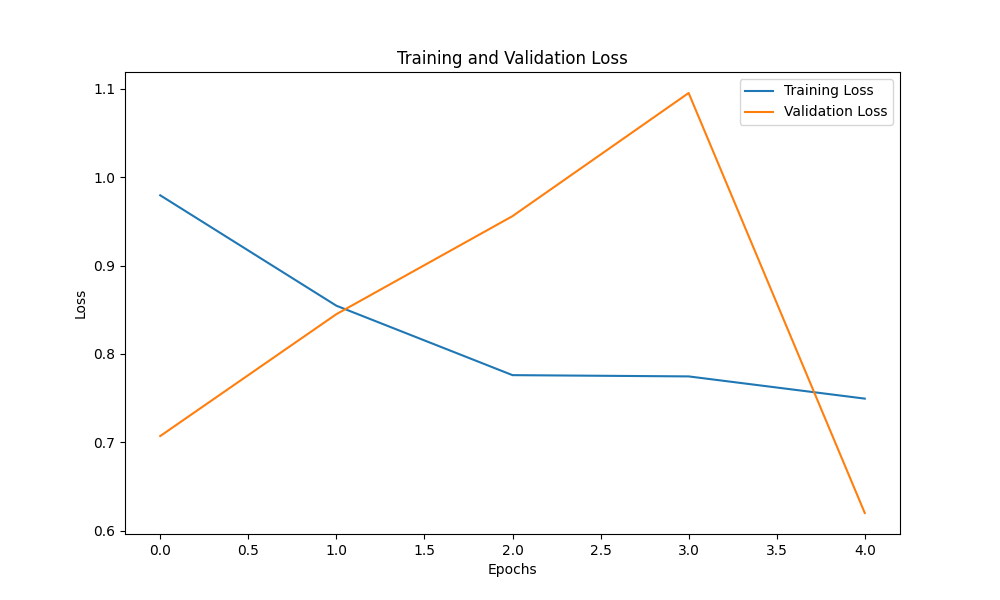 Training and Validation Loss
Training Loss
Validation Loss
1.1
1.0
0.9
0.8
0.7
0.6
Loss
0.0 0.5 1.0 1.5 2.0 2.5 3.0 3.5 4.0
Epochs